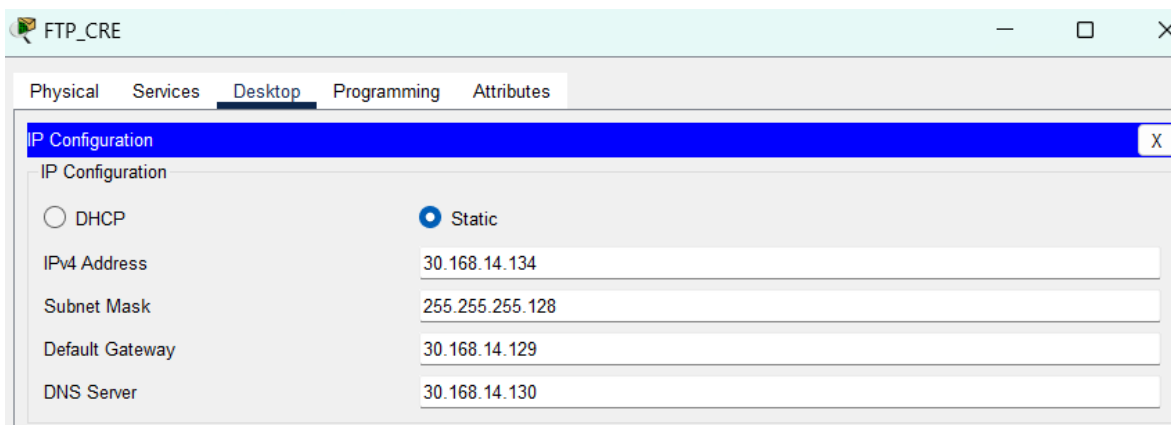 FTP_CRE
Physical Services Desktop Programming Attributes
IP Configuration X
IP Configuration
DHCP Static
IPv4 Address 30.168.14.134
Subnet Mask 255.255.255.128
Default Gateway 30.168.14.129
DNS Server 30.168.14.130